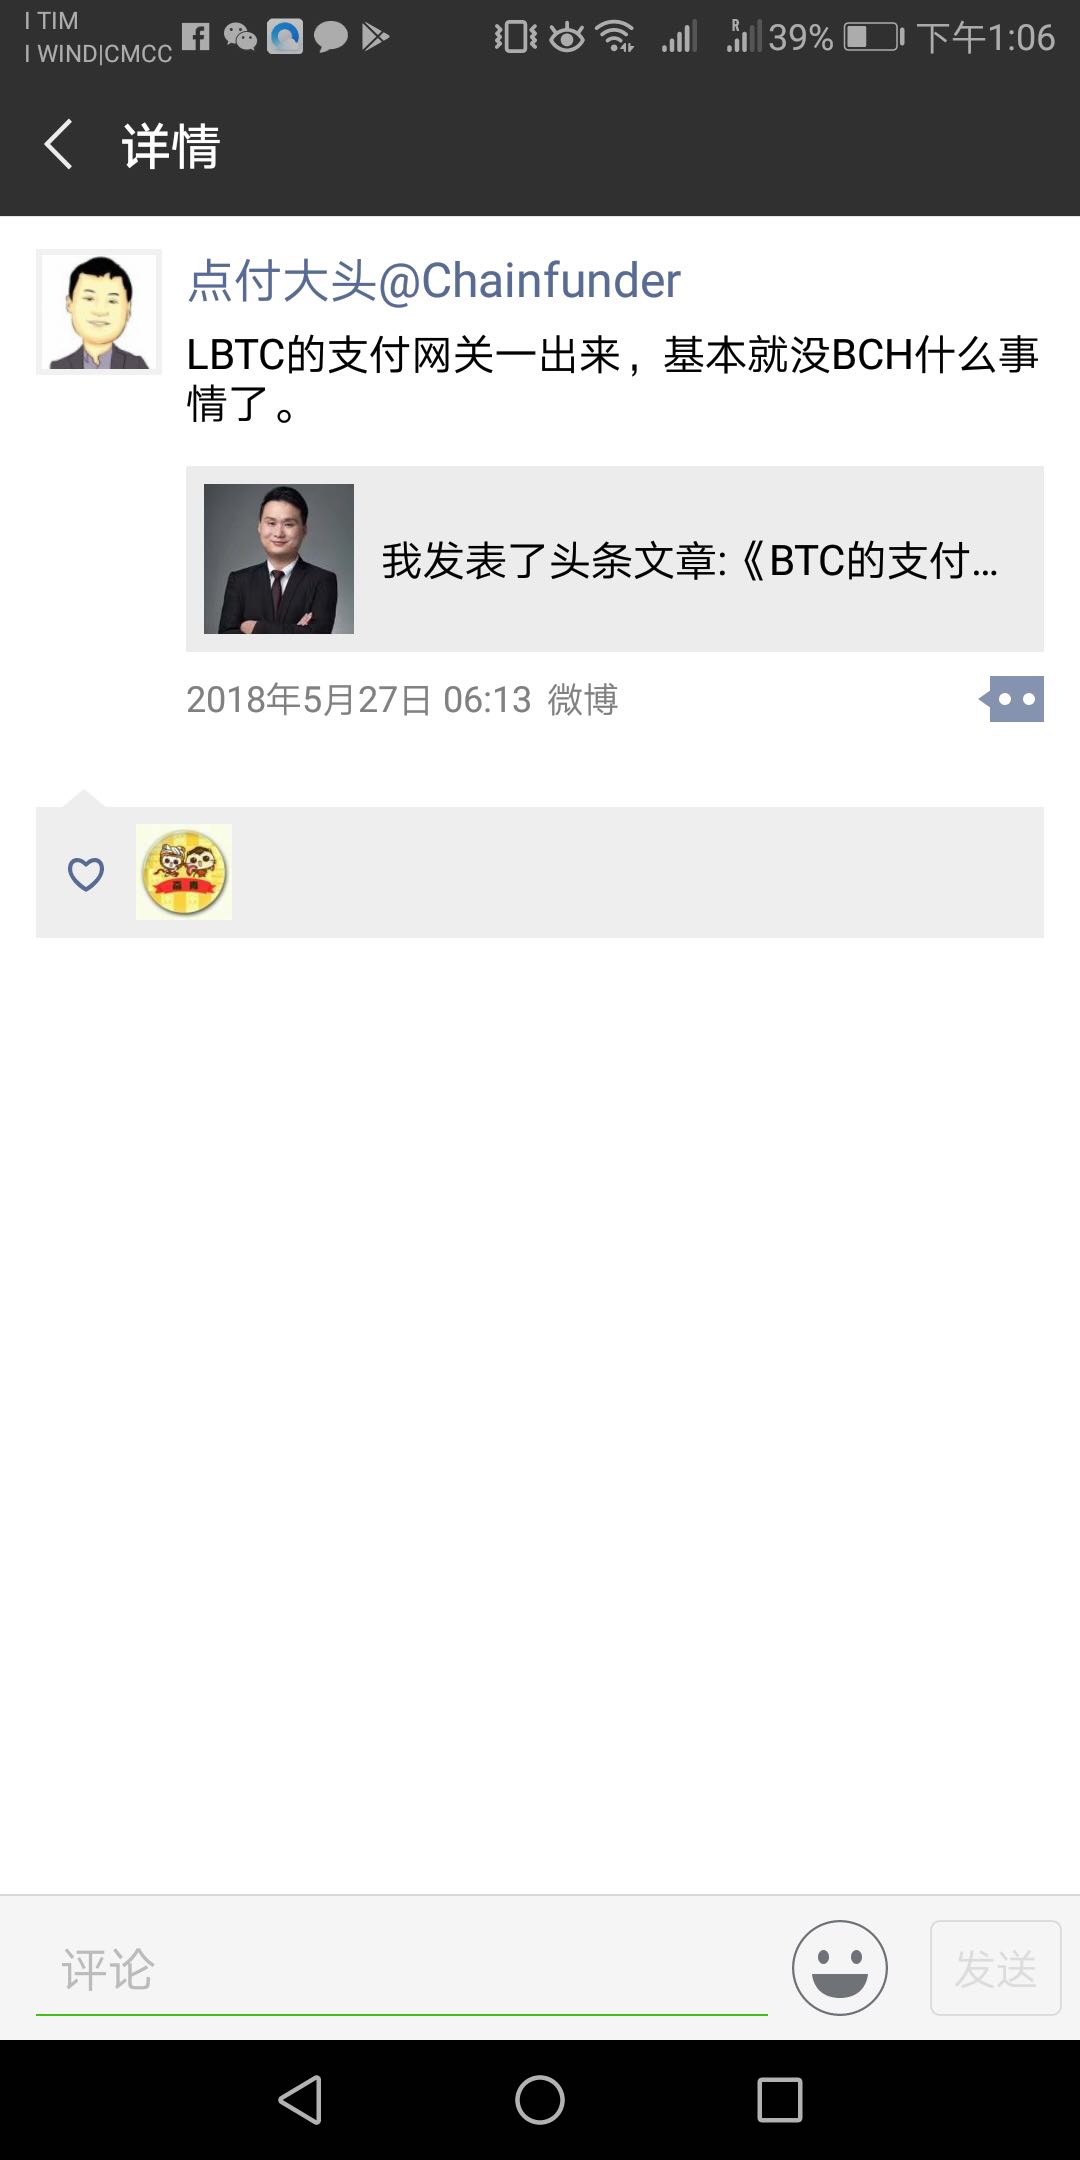 I TIM
I WIND|CMCC
39%
下午1:06
详情
点付大头@Chainfunder
LBTC的支付网关一出来，基本就没BCH什么事
情了。
我发表了头条文章:《BTC的支付...
2018年5月27日 06:13 微博
评论
发送